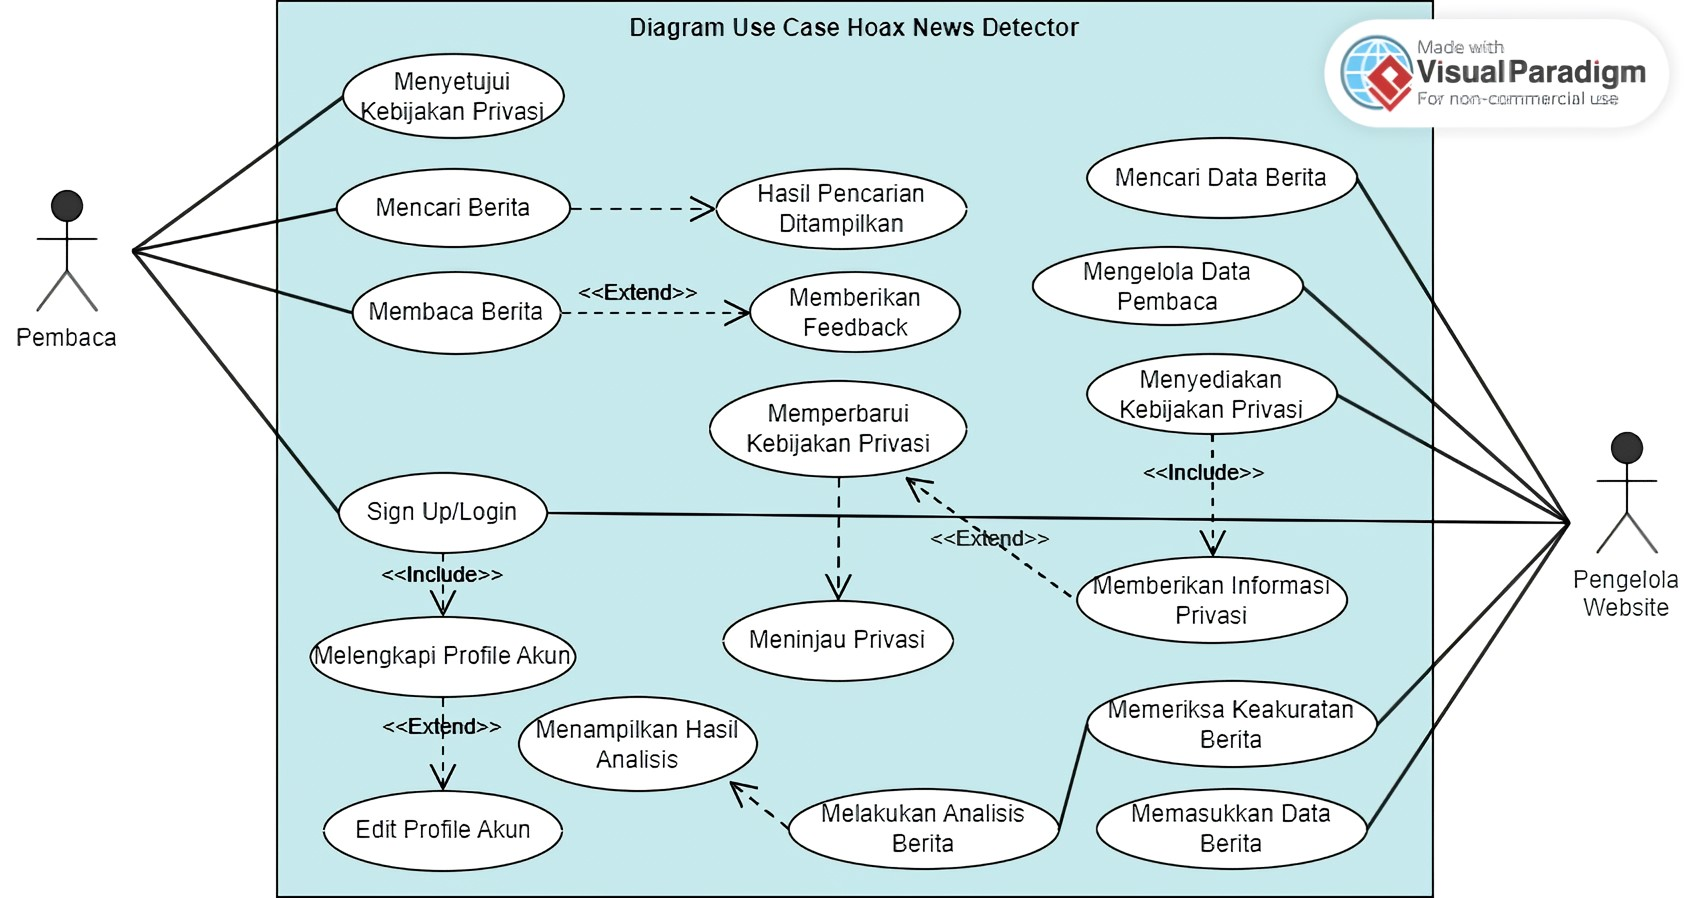 Diagram Use Case Hoax News Detector
Made with
Visual Paradigm
For non-commercial use
Menyetujui
Kebijakan Privasi
Mencari Berita
Hasil Pencarian
Ditampilkan
Mencari Data Berita
Pembaca
Membaca Berita
<<Extend>>
Memberikan
Feedback
Mengelola Data
Pembaca
Memperbarui
Kebijakan Privasi
Menyediakan
Kebijakan Privasi
<<Include>>
Sign Up/Login
<<Extend>>
Pengelola
Website
<<Include>>
Memberikan Informasi
Privasi
Melengkapi Profile Akun
Meninjau Privasi
<<Extend>>
Menampilkan Hasil
Analisis
Memeriksa Keakuratan
Berita
Edit Profile Akun
Melakukan Analisis
Berita
Memasukkan Data
Berita